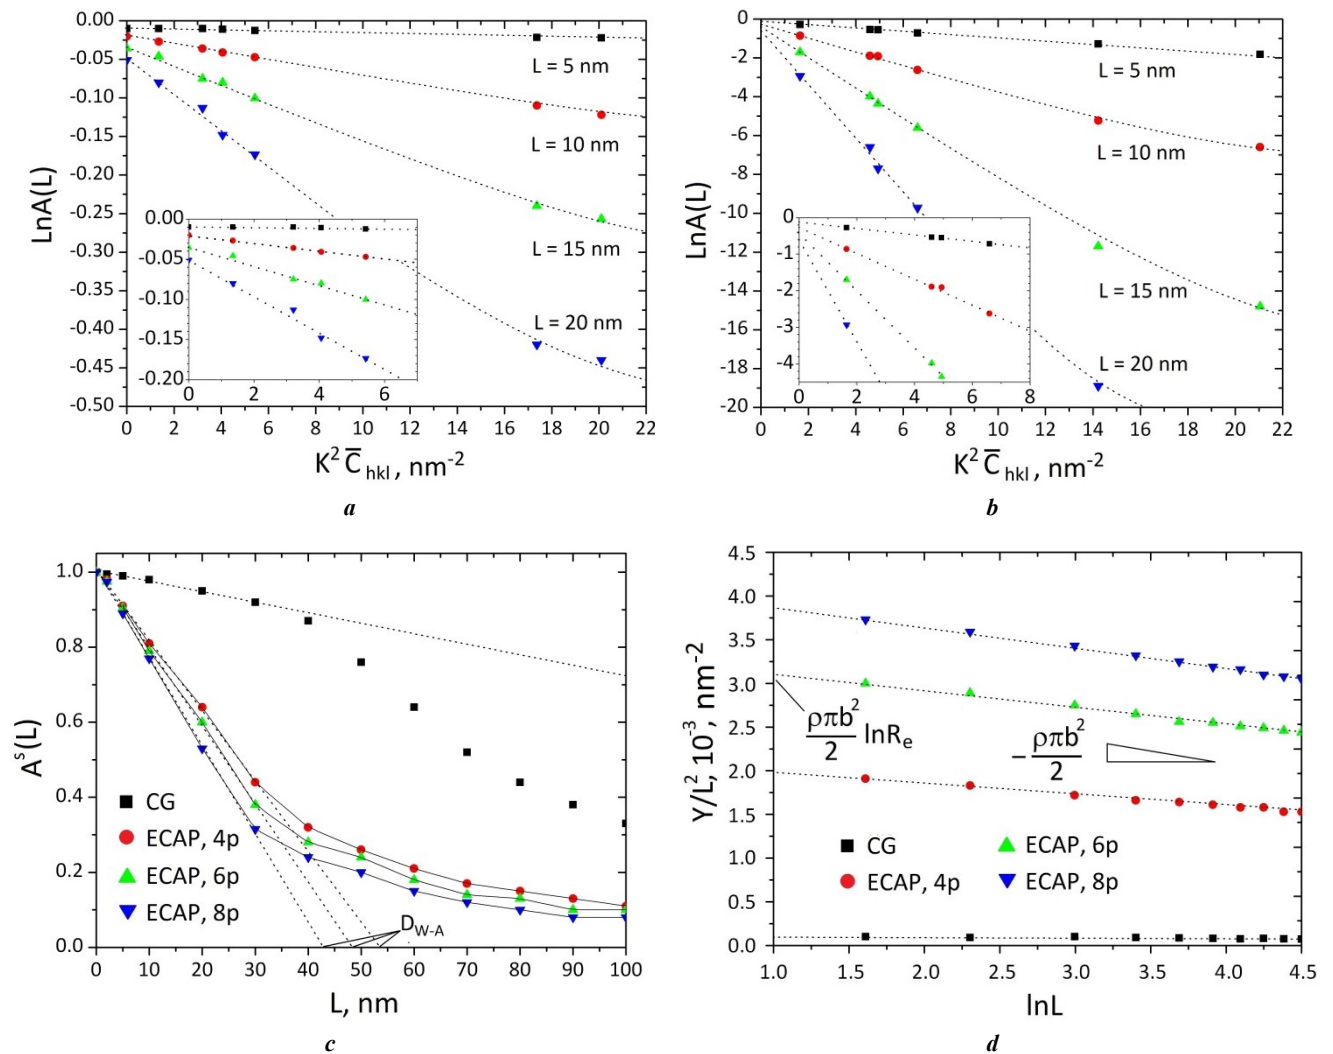 0.00
-0.05
-0.10
-0.15
-0.20
-0.25
-0.30
-0.35
-0.40
-0.45
-0.50
LnA(L)
L = 5 nm
L = 10 nm
L = 15 nm
L = 20 nm
0.00
-0.05
-0.10
-0.15
-0.20
0 2 4 6
0 2 4 6 8 10 12 14 16 18 20 22
K² C̅hkl , nm⁻²
a
0
-2
-4
-6
-8
-10
-12
-14
-16
-18
-20
LnA(L)
L = 5 nm
L = 10 nm
L = 15 nm
L = 20 nm
0
-1
-2
-3
-4
0 2 4 6 8
0 2 4 6 8 10 12 14 16 18 20 22
K² C̅hkl , nm⁻²
b
1.0
0.8
0.6
0.4
0.2
0.0
Aˢ(L)
CG
ECAP, 4p
ECAP, 6p
ECAP, 8p
D_W-A
0 10 20 30 40 50 60 70 80 90 100
L, nm
c
4.5
4.0
3.5
3.0
2.5
2.0
1.5
1.0
0.5
0.0
Y/L², 10⁻³, nm⁻²
ρπb²/2 lnRₑ
− ρπb²/2
CG
ECAP, 4p
ECAP, 6p
ECAP, 8p
1.0 1.5 2.0 2.5 3.0 3.5 4.0 4.5
lnL
d